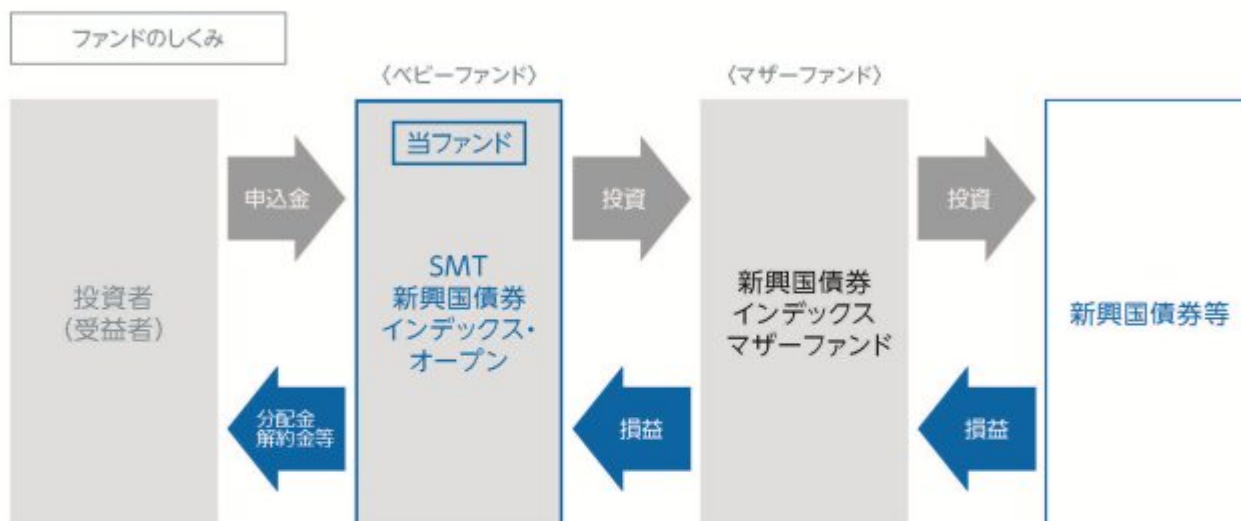 ファンドのしくみ
〈ベビーファンド〉
〈マザーファンド〉
投資者
(受益者)
申込金
分配金
解約金等
当ファンド
SMT
新興国債券
インデックス・
オープン
投資
損益
新興国債券
インデックス
マザーファンド
投資
損益
新興国債券等